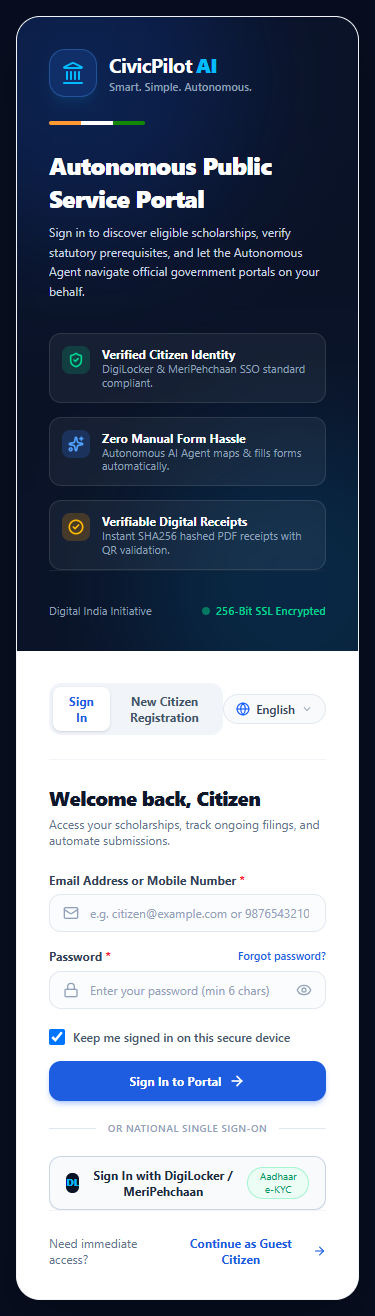 CivicPilot AI
Smart. Simple. Autonomous.
Autonomous Public
Service Portal
Sign in to discover eligible scholarships, verify
statutory prerequisites, and let the Autonomous
Agent navigate official government portals on your
behalf.
Verified Citizen Identity
DigiLocker & MeriPehchaan SSO standard
compliant.
Zero Manual Form Hassle
Autonomous AI Agent maps & fills forms
automatically.
Verifiable Digital Receipts
Instant SHA256 hashed PDF receipts with
QR validation.
Digital India Initiative
256-Bit SSL Encrypted
Sign
In
New Citizen
Registration
English
Welcome back, Citizen
Access your scholarships, track ongoing filings, and
automate submissions.
Email Address or Mobile Number *
e.g. citizen@example.com or 9876543210
Password *
Forgot password?
Enter your password (min 6 chars)
Keep me signed in on this secure device
Sign In to Portal
OR NATIONAL SINGLE SIGN-ON
DL
Sign In with DigiLocker /
MeriPehchaan
Aadhaar
e-KYC
Need immediate
access?
Continue as Guest
Citizen